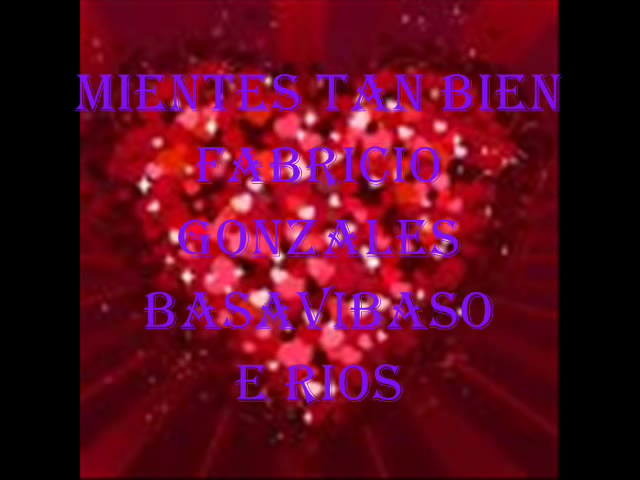 MIENTES TAN BIEN
FABRICIO
GONZALES
BASAVIBASO
E RIOS